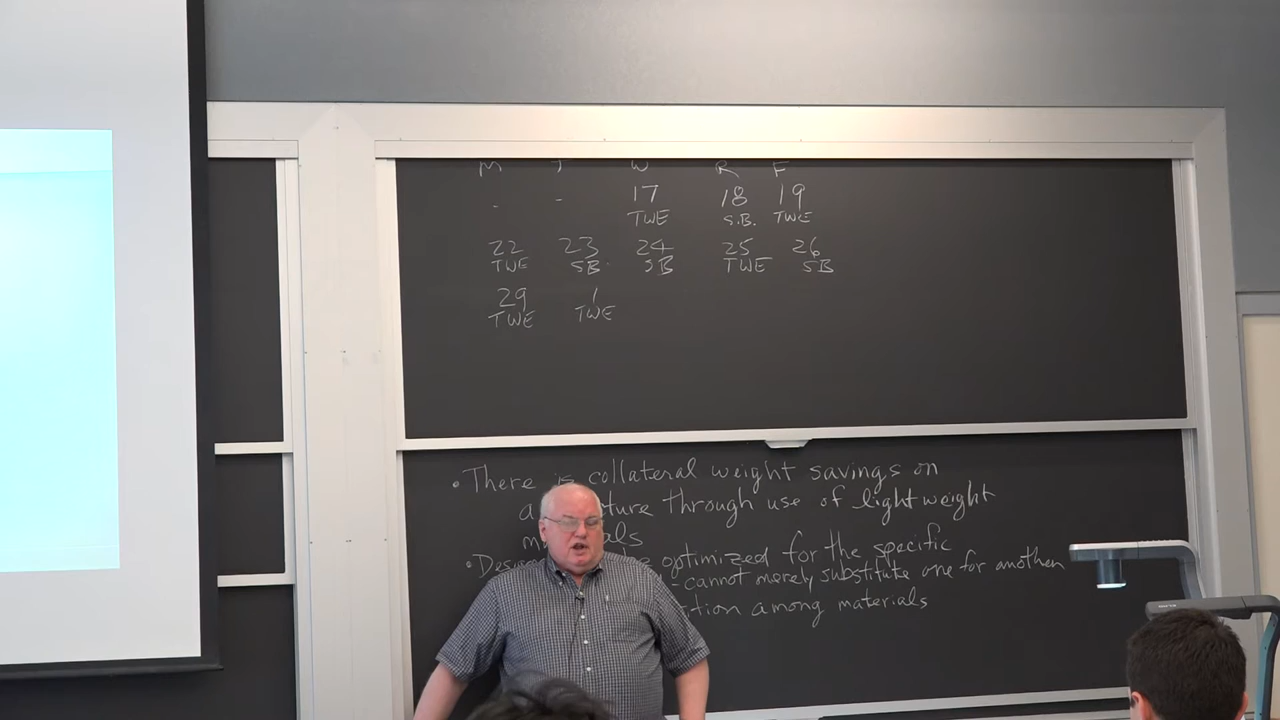 M T W R F
- - 17 18 19
TWE S.B. TWE
22 23 24 25 26
TWE SB. SB TWE SB
29 1
TWE TWE
• There is collateral weight savings on
a through use of lightweight
• optimized for the specific
cannot merely substitute one for another
among materials